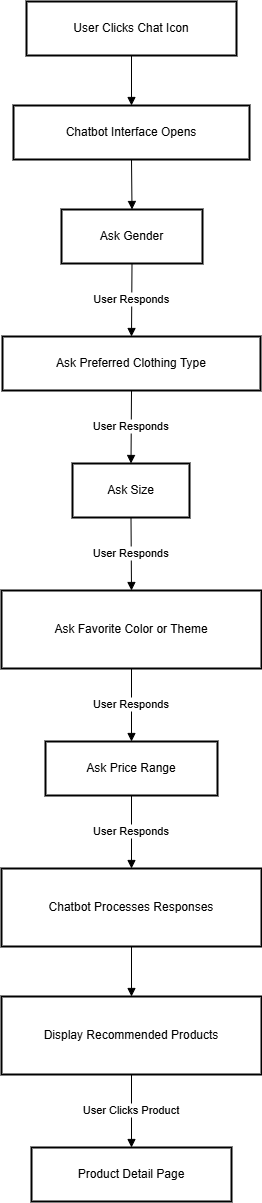 User Clicks Chat Icon
Chatbot Interface Opens
Ask Gender
User Responds
Ask Preferred Clothing Type
User Responds
Ask Size
User Responds
Ask Favorite Color or Theme
User Responds
Ask Price Range
User Responds
Chatbot Processes Responses
Display Recommended Products
User Clicks Product
Product Detail Page